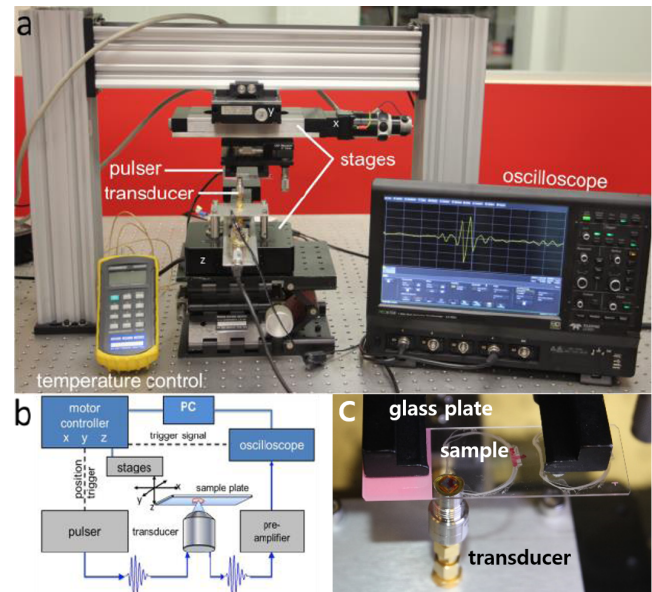 a
y
x
stages
pulser
transducer
oscilloscope
z
temperature control
b
motor
controller
x y z
PC
trigger signal
oscilloscope
position
trigger
stages
x
y
z
sample plate
pulser
transducer
pre-
amplifier
C
glass plate
sample
transducer